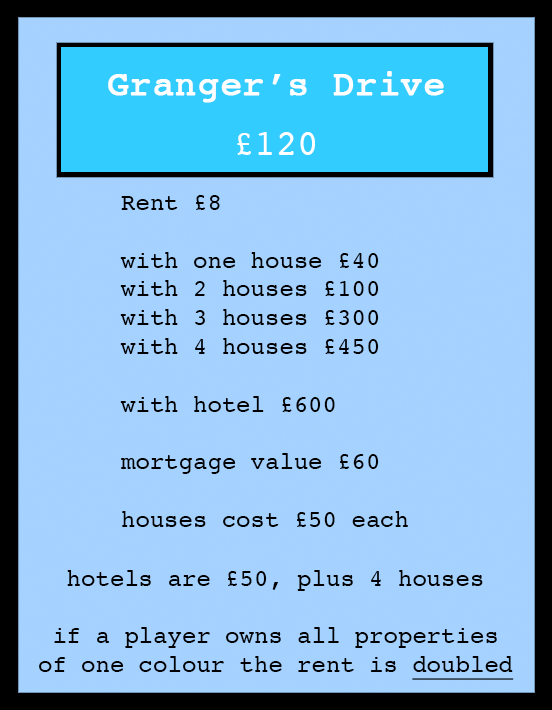 Granger's Drive
£120
Rent £8
with one house £40
with 2 houses £100
with 3 houses £300
with 4 houses £450
with hotel £600
mortgage value £60
houses cost £50 each
hotels are £50, plus 4 houses
if a player owns all properties
of one colour the rent is doubled